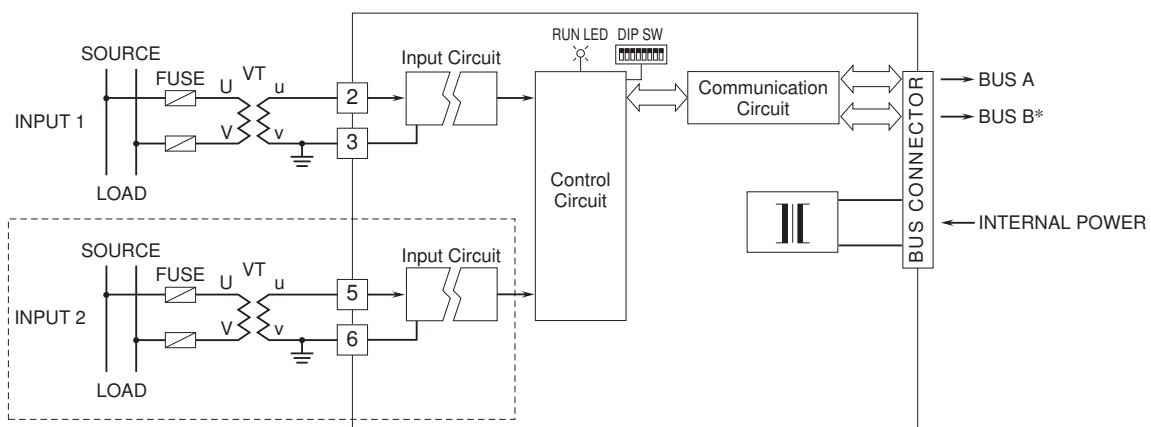 RUN LED
DIP SW
SOURCE
FUSE
U
VT
u
2
Input Circuit
INPUT 1
V
v
3
LOAD
Control
Circuit
Communication
Circuit
BUS CONNECTOR
BUS A
BUS B*
INTERNAL POWER
SOURCE
FUSE
U
VT
u
5
Input Circuit
INPUT 2
V
v
6
LOAD